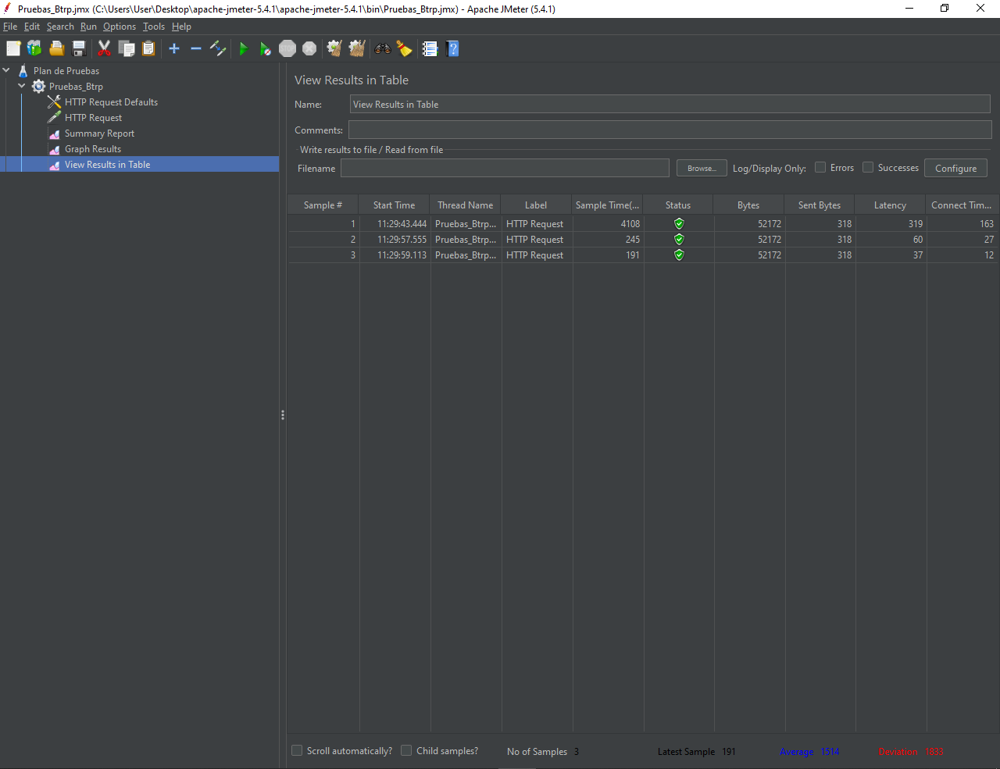 Pruebas_Btrp.jmx (C:\Users\User\Desktop\apache-jmeter-5.4.1\apache-jmeter-5.4.1\bin\Pruebas_Btrp.jmx) - Apache JMeter (5.4.1)
File Edit Search Run Options Tools Help
STOP
Plan de Pruebas
Pruebas_Btrp
HTTP Request Defaults
HTTP Request
Summary Report
Graph Results
View Results in Table
View Results in Table
Name: View Results in Table
Comments:
Write results to file / Read from file
Filename Browse... Log/Display Only: Errors Successes Configure
Sample # Start Time Thread Name Label Sample Time(... Status Bytes Sent Bytes Latency Connect Tim...
1 11:29:43.444 Pruebas_Btrp... HTTP Request 4108 52172 318 319 163
2 11:29:57.555 Pruebas_Btrp... HTTP Request 245 52172 318 60 27
3 11:29:59.113 Pruebas_Btrp... HTTP Request 191 52172 318 37 12
Scroll automatically? Child samples? No of Samples 3 Latest Sample 191 Average 1514 Deviation 1833